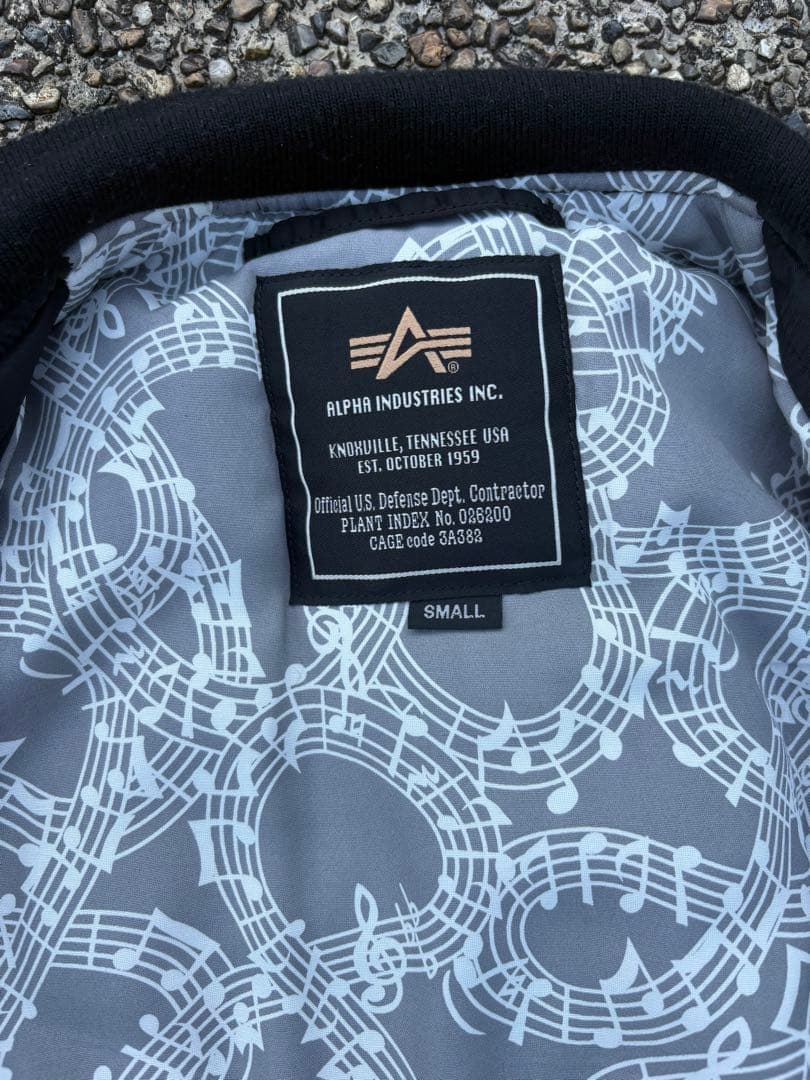 ®
ALPHA INDUSTRIES INC.
KNOXVILLE, TENNESSEE USA
EST. OCTOBER 1959
Official U.S. Defense Dept. Contractor
PLANT INDEX No. 026200
CAGE code 3A382
SMALL